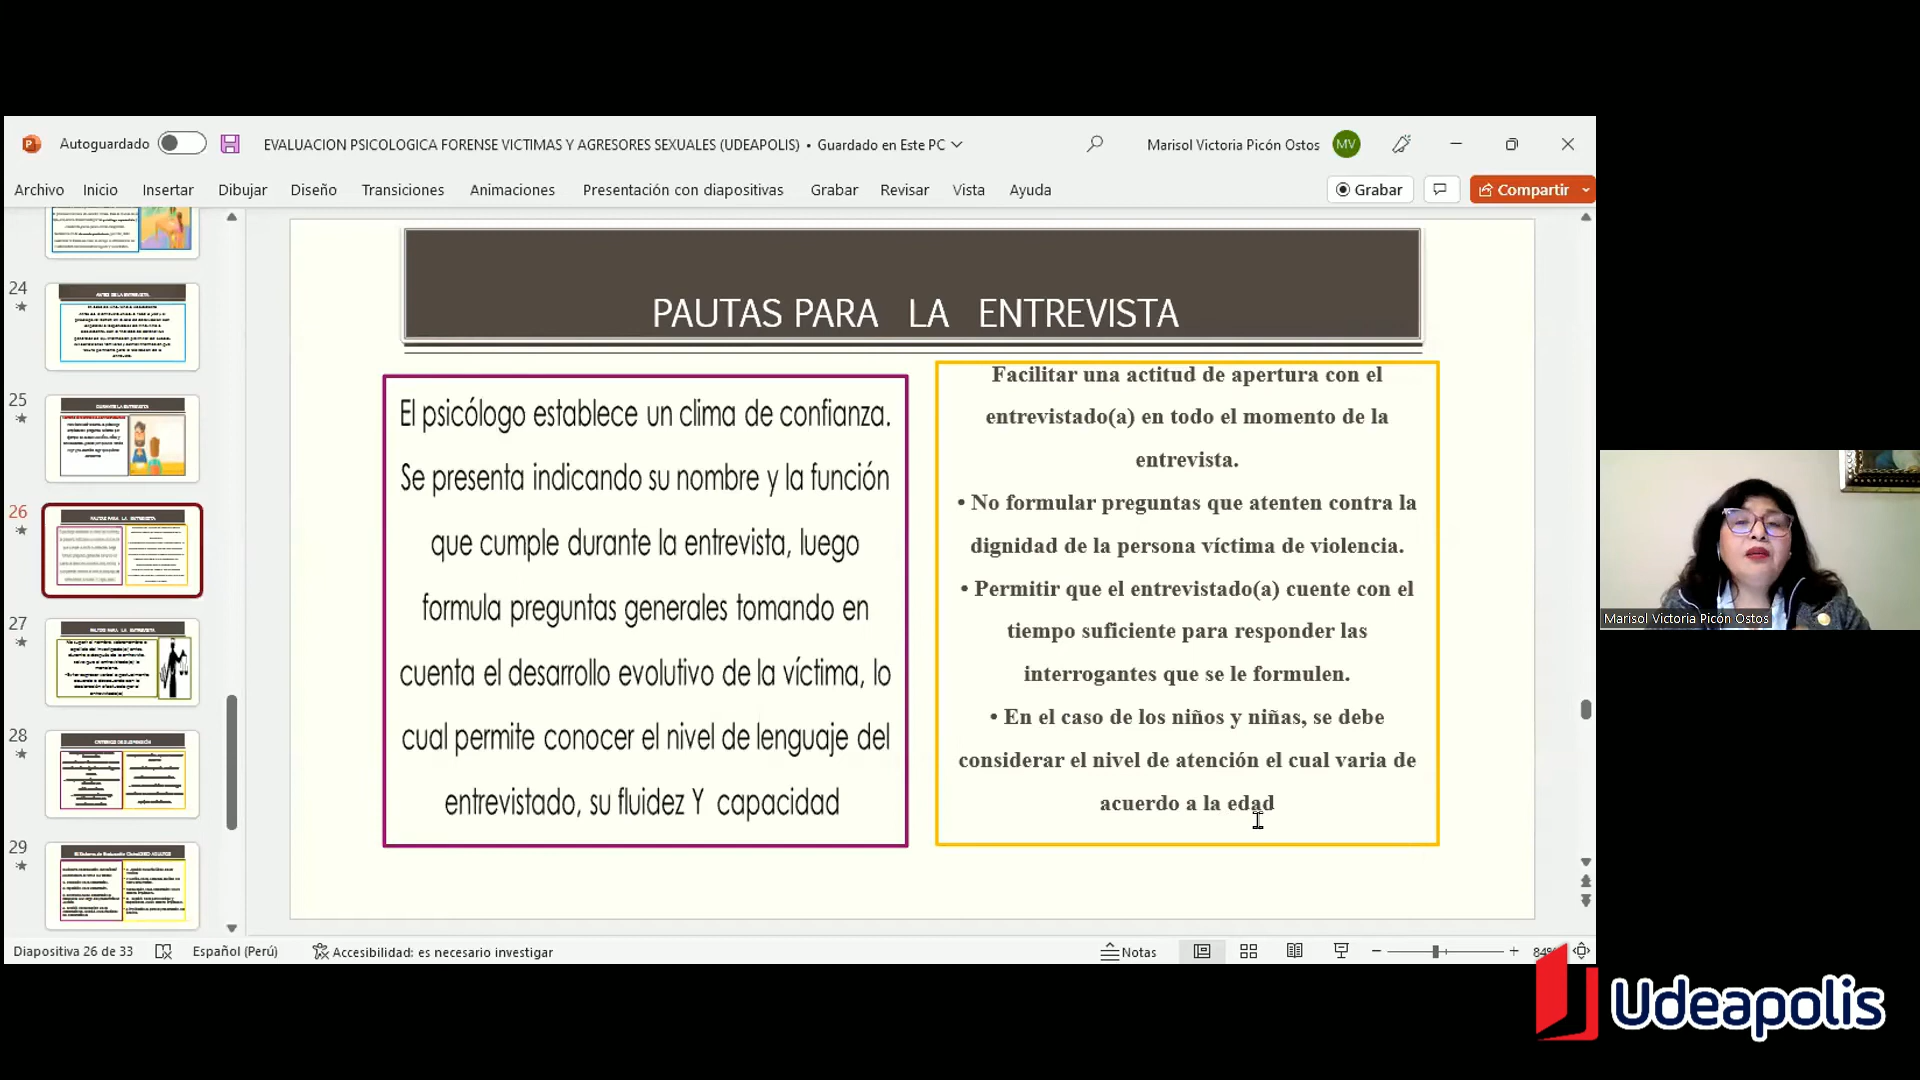 Autoguardado
EVALUACION PSICOLOGICA FORENSE VICTIMAS Y AGRESORES SEXUALES (UDEAPOLIS) • Guardado en Este PC
Marisol Victoria Picón Ostos
MV
Archivo Inicio Insertar Dibujar Diseño Transiciones Animaciones Presentación con diapositivas Grabar Revisar Vista Ayuda
Grabar
Compartir
24
25
26
27
28
29
PAUTAS PARA LA ENTREVISTA
El psicólogo establece un clima de confianza.
Se presenta indicando su nombre y la función
que cumple durante la entrevista, luego
formula preguntas generales tomando en
cuenta el desarrollo evolutivo de la víctima, lo
cual permite conocer el nivel de lenguaje del
entrevistado, su fluidez Y capacidad
Facilitar una actitud de apertura con el
entrevistado(a) en todo el momento de la
entrevista.
• No formular preguntas que atenten contra la
dignidad de la persona víctima de violencia.
• Permitir que el entrevistado(a) cuente con el
tiempo suficiente para responder las
interrogantes que se le formulen.
• En el caso de los niños y niñas, se debe
considerar el nivel de atención el cual varia de
acuerdo a la edad
Marisol Victoria Picón Ostos
Diapositiva 26 de 33
Español (Perú)
Accesibilidad: es necesario investigar
Notas
84%
Udeapolis